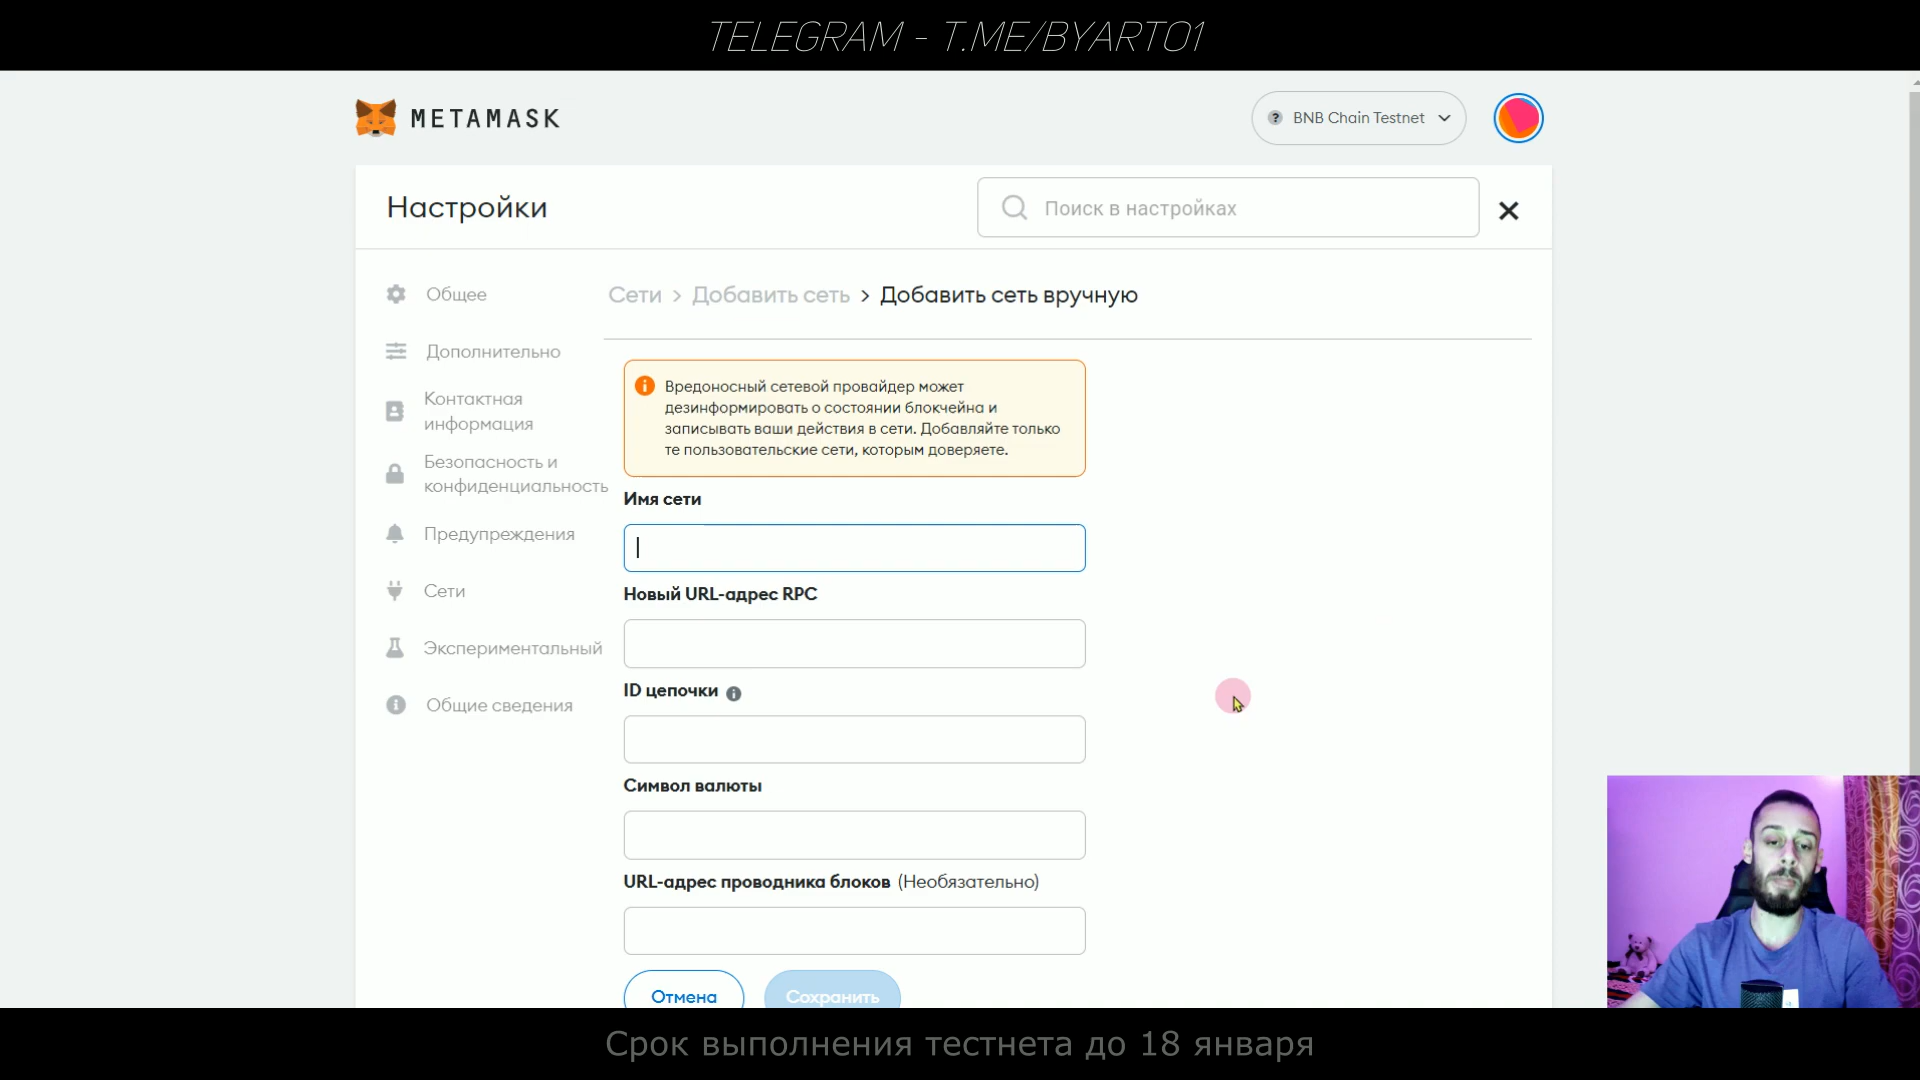 TELEGRAM - T.ME/BYART01
METAMASK
BNB Chain Testnet
Настройки
Поиск в настройках
Общее
Дополнительно
Контактная
информация
Безопасность и
конфиденциальность
Предупреждения
Сети
Экспериментальный
Общие сведения
Сети > Добавить сеть > Добавить сеть вручную
Вредоносный сетевой провайдер может
дезинформировать о состоянии блокчейна и
записывать ваши действия в сети. Добавляйте только
те пользовательские сети, которым доверяете.
Имя сети
Новый URL-адрес RPC
ID цепочки
Символ валюты
URL-адрес проводника блоков (Необязательно)
Отмена
Сохранить
Срок выполнения тестнета до 18 января